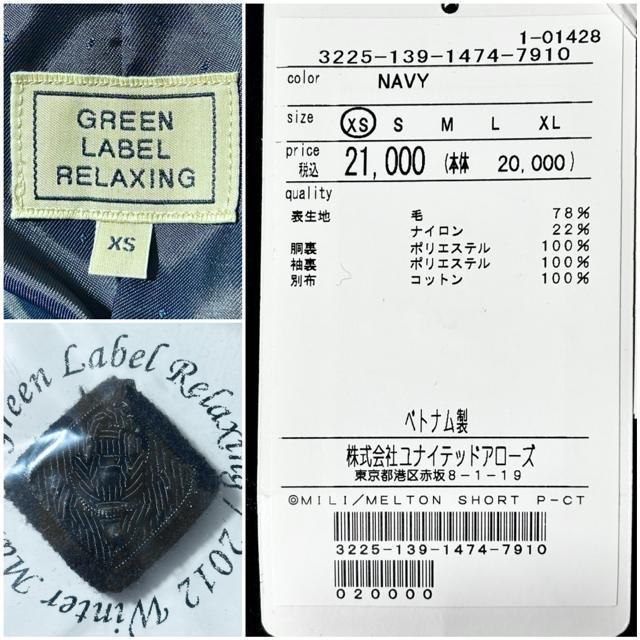 GREEN
LABEL
RELAXING
XS
Green Label Relaxing / 2012 Winter
1-01428
3225-139-1474-7910
color NAVY
size XS S M L XL
price 税込 21,000 (本体 20,000)
quality
表生地 毛 78%
ナイロン 22%
胴裏 ポリエステル 100%
袖裏 ポリエステル 100%
別布 コットン 100%
ベトナム製
株式会社ユナイテッドアローズ
東京都港区赤坂8-1-19
©MILI/MELTON SHORT P-CT
3225-139-1474-7910
020000